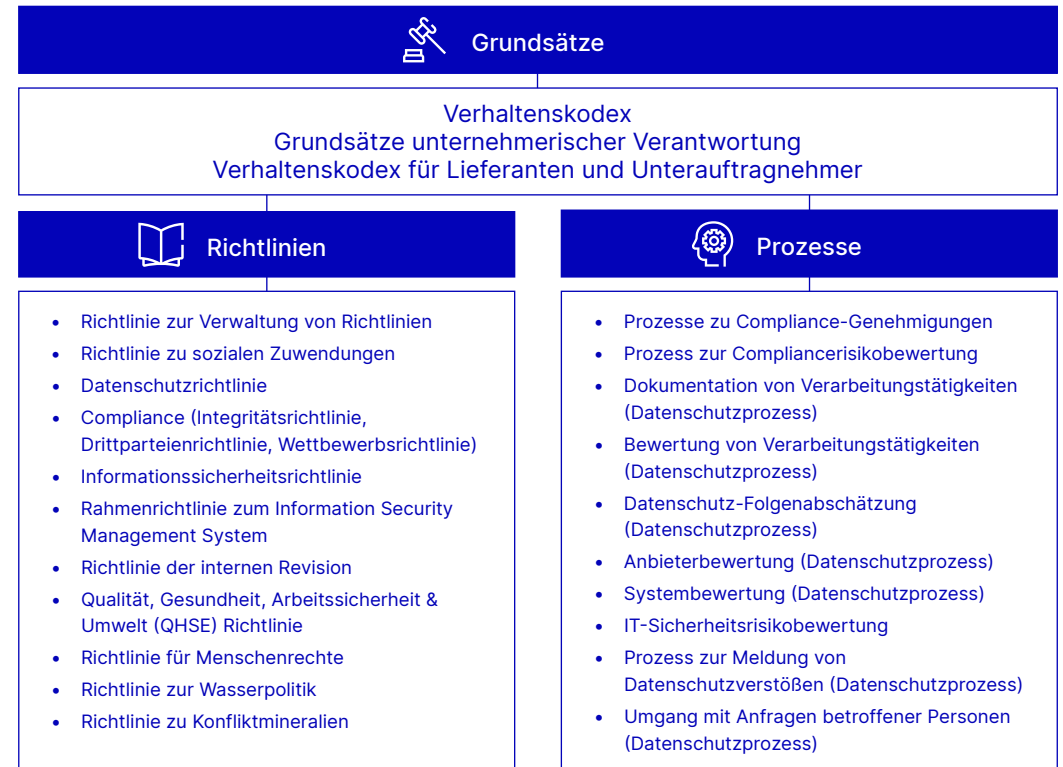 Grundsätze
Verhaltenskodex
Grundsätze unternehmerischer Verantwortung
Verhaltenskodex für Lieferanten und Unterauftragnehmer
Richtlinien
• Richtlinie zur Verwaltung von Richtlinien
• Richtlinie zu sozialen Zuwendungen
• Datenschutzrichtlinie
• Compliance (Integritätsrichtlinie,
Drittparteienrichtlinie, Wettbewerbsrichtlinie)
• Informationssicherheitsrichtlinie
• Rahmenrichtlinie zum Information Security
Management System
• Richtlinie der internen Revision
• Qualität, Gesundheit, Arbeitssicherheit &
Umwelt (QHSE) Richtlinie
• Richtlinie für Menschenrechte
• Richtlinie zur Wasserpolitik
• Richtlinie zu Konfliktmineralien
Prozesse
• Prozesse zu Compliance-Genehmigungen
• Prozess zur Compliancerisikobewertung
• Dokumentation von Verarbeitungstätigkeiten
(Datenschutzprozess)
• Bewertung von Verarbeitungstätigkeiten
(Datenschutzprozess)
• Datenschutz-Folgenabschätzung
(Datenschutzprozess)
• Anbieterbewertung (Datenschutzprozess)
• Systembewertung (Datenschutzprozess)
• IT-Sicherheitsrisikobewertung
• Prozess zur Meldung von
Datenschutzverstößen (Datenschutzprozess)
• Umgang mit Anfragen betroffener Personen
(Datenschutzprozess)